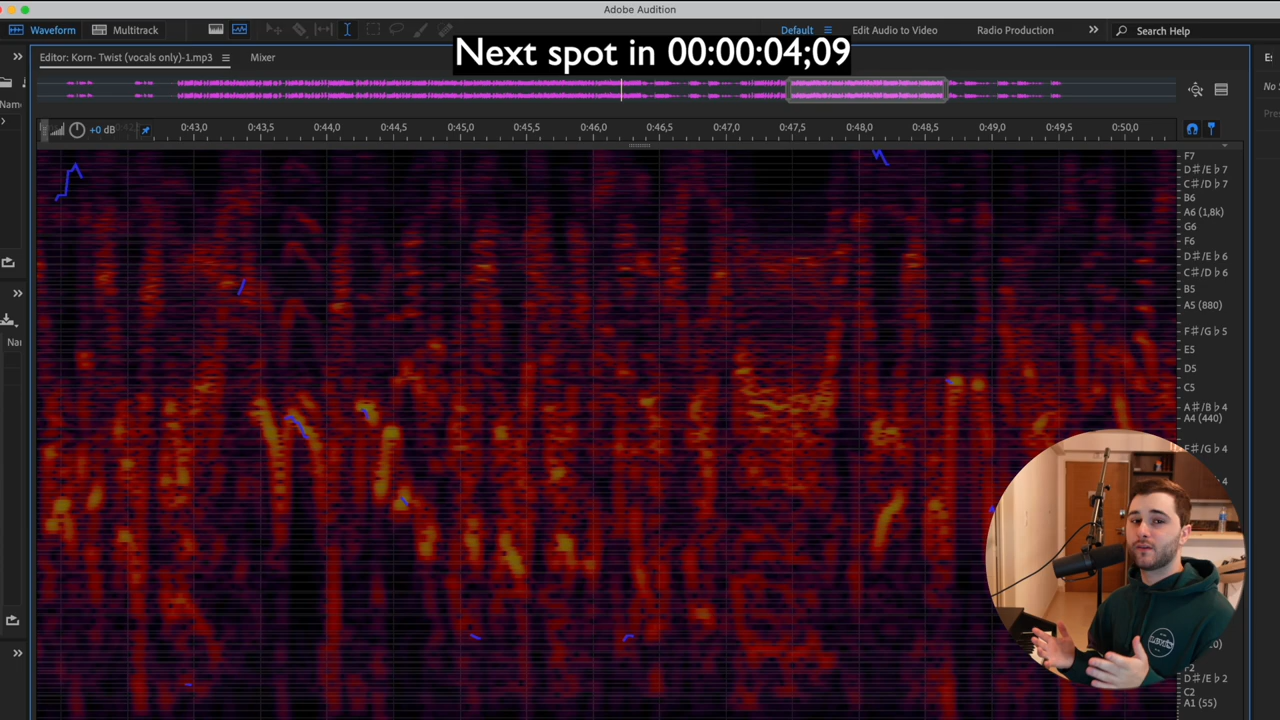 Adobe Audition
Waveform
Multitrack
Default
Edit Audio to Video
Radio Production
Search Help
Editor: Korn- Twist (vocals only)-1.mp3
Mixer
Next spot in 00:00:04;09
+0 dB
0:43,0
0:43,5
0:44,0
0:44,5
0:45,0
0:45,5
0:46,0
0:46,5
0:47,0
0:47,5
0:48,0
0:48,5
0:49,0
0:49,5
0:50,0
F7
D♯/E♭7
C♯/D♭7
B6
A6 (1,8k)
G6
F6
D♯/E♭6
C♯/D♭6
B5
A5 (880)
F♯/G♭5
E5
D5
C5
A♯/B♭4
A4 (440)
F2
D♯/E♭2
C2
A1 (55)